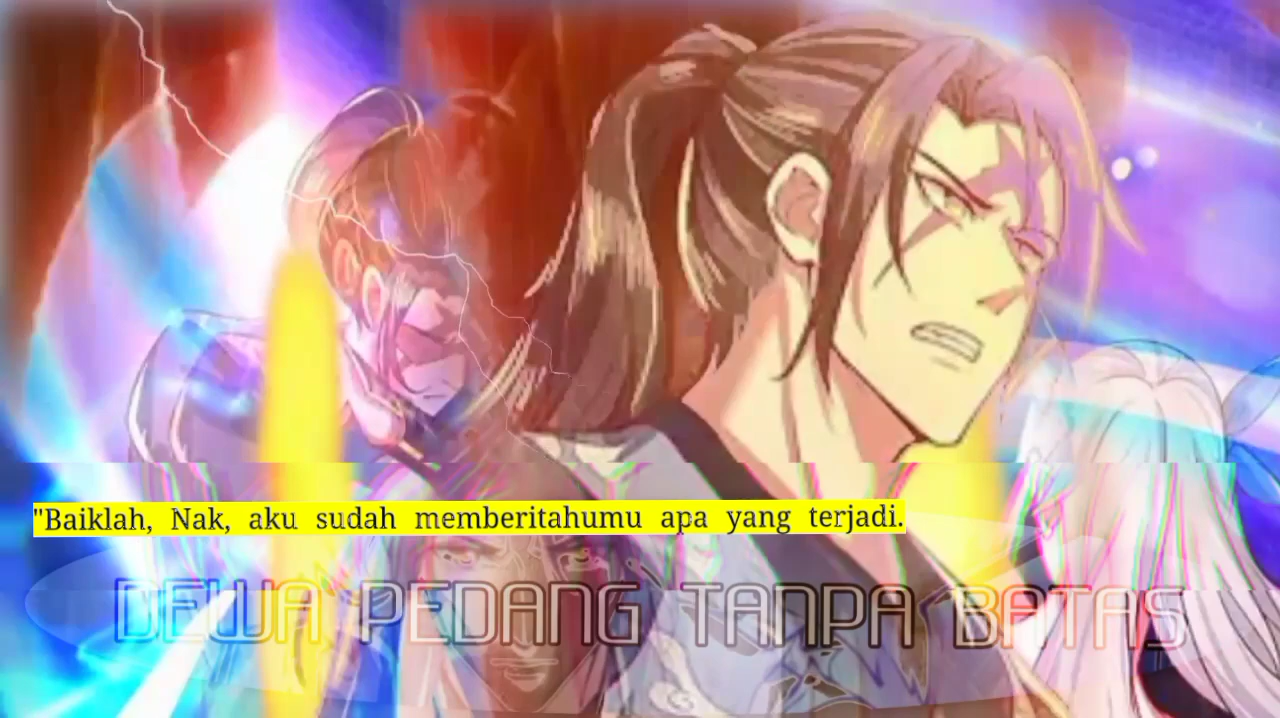 "Baiklah, Nak, aku sudah memberitahumu apa yang terjadi.
DEWA PEDANG TANPA BATAS